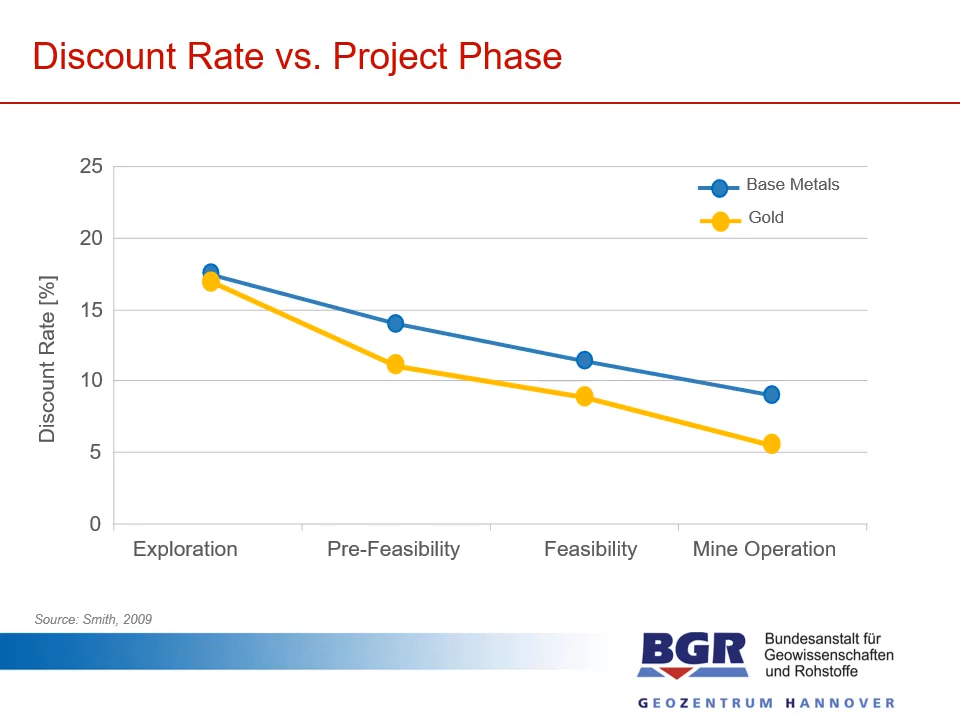 Discount Rate vs. Project Phase
25
20
15
10
5
0
Discount Rate [%]
Base Metals
Gold
Exploration
Pre-Feasibility
Feasibility
Mine Operation
Source: Smith, 2009
BGR
Bundesanstalt für
Geowissenschaften
und Rohstoffe
GEOZENTRUM HANNOVER